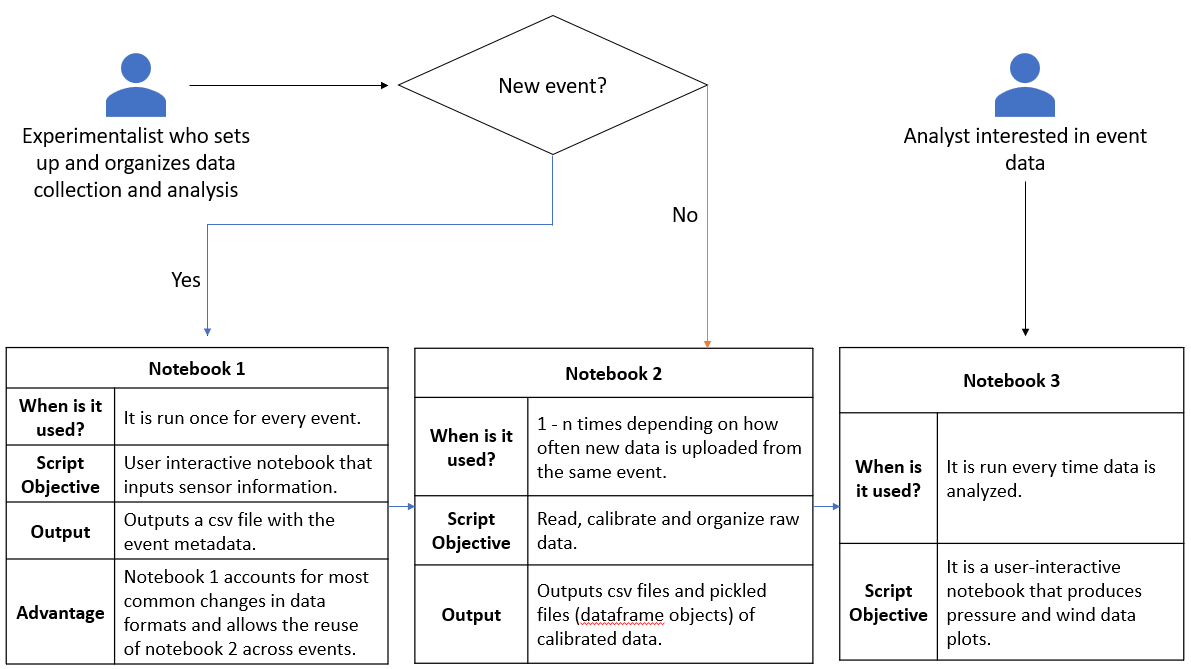 New event?
Experimentalist who sets
up and organizes data
collection and analysis
Analyst interested in event
data
No
Yes
Notebook 1
When is it
used?
It is run once for every event.
Script
Objective
User interactive notebook that
inputs sensor information.
Output
Outputs a csv file with the
event metadata.
Advantage
Notebook 1 accounts for most
common changes in data
formats and allows the reuse
of notebook 2 across events.
Notebook 2
When is it
used?
1 - n times depending on how
often new data is uploaded from
the same event.
Script
Objective
Read, calibrate and organize raw
data.
Output
Outputs csv files and pickled
files (dataframe objects) of
calibrated data.
Notebook 3
When is
it used?
It is run every time data is
analyzed.
Script
Objective
It is a user-interactive
notebook that produces
pressure and wind data
plots.